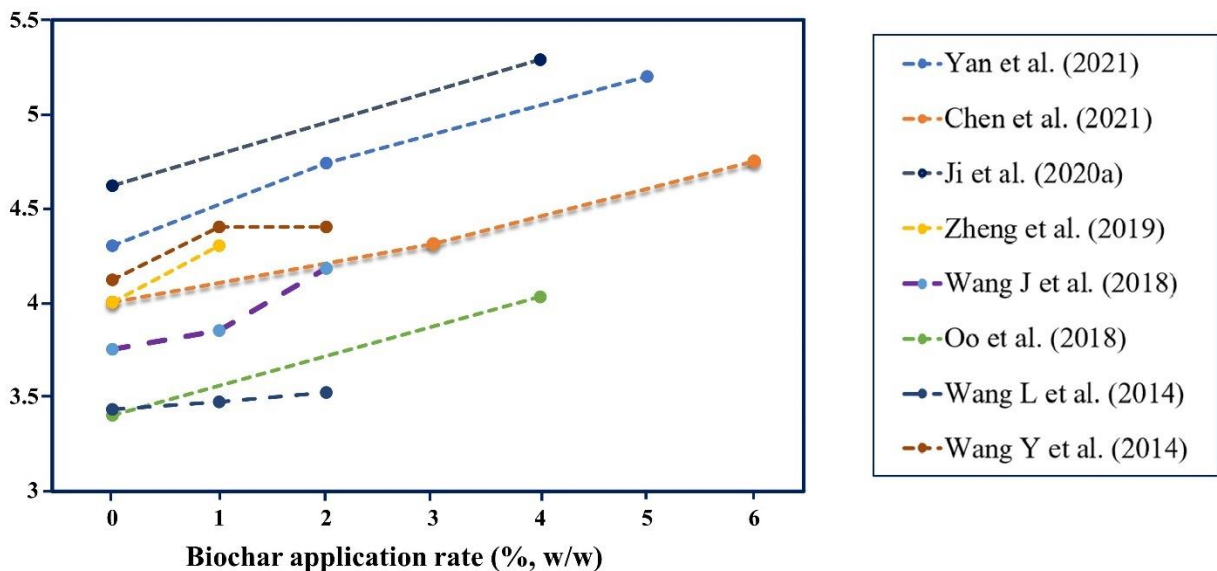 5.5
5
4.5
4
3.5
3
0 1 2 3 4 5 6
Biochar application rate (%, w/w)
Yan et al. (2021)
Chen et al. (2021)
Ji et al. (2020a)
Zheng et al. (2019)
Wang J et al. (2018)
Oo et al. (2018)
Wang L et al. (2014)
Wang Y et al. (2014)